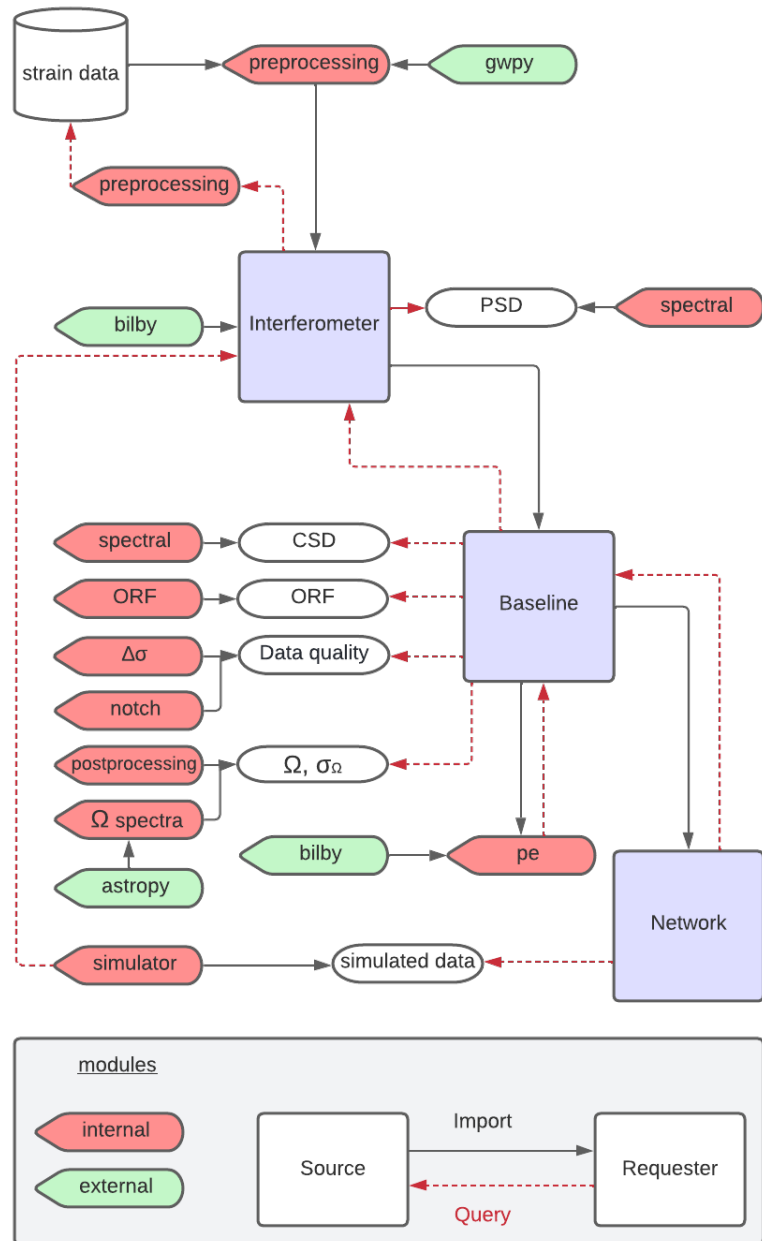 strain data
preprocessing
gwpy
preprocessing
bilby
Interferometer
PSD
spectral
spectral
CSD
ORF
ORF
Baseline
Δσ
Data quality
notch
postprocessing
Ω, σΩ
Ω spectra
bilby
pe
astropy
Network
simulator
simulated data
modules
internal
external
Source
Import
Query
Requester